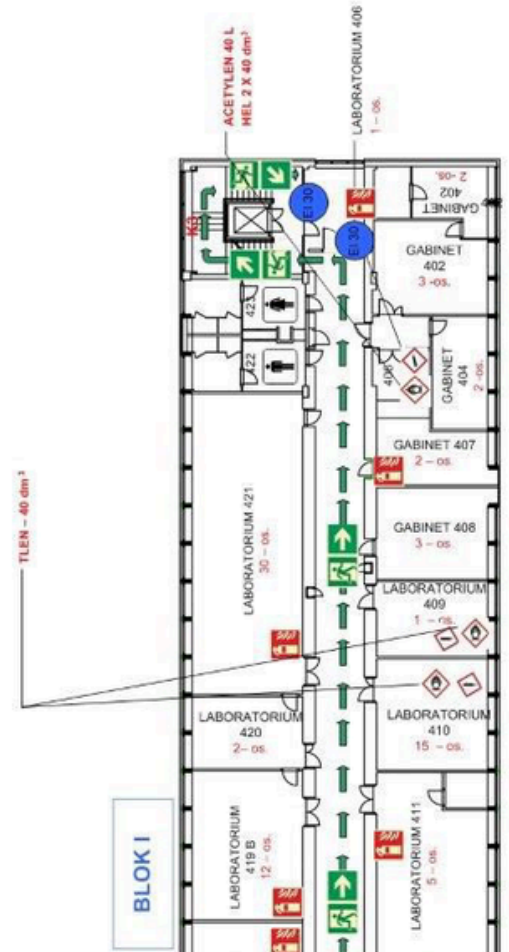 ACETYLEN 40 L
HEL 2 X 40 dm³
LABORATORIUM 406
1 – os.
K3
EI 30
EI 30
GABINET
402
2 -os.
GABINET
402
3 -os.
423
422
406
GABINET
404
2 -os.
GABINET 407
2 – os.
TLEN – 40 dm³
LABORATORIUM 421
30 – os.
GABINET 408
3 – os.
LABORATORIUM
409
1 – os.
LABORATORIUM
420
2– os.
LABORATORIUM
410
15 – os.
BLOK I
LABORATORIUM
419 B
12 – os.
LABORATORIUM 411
5 – os.